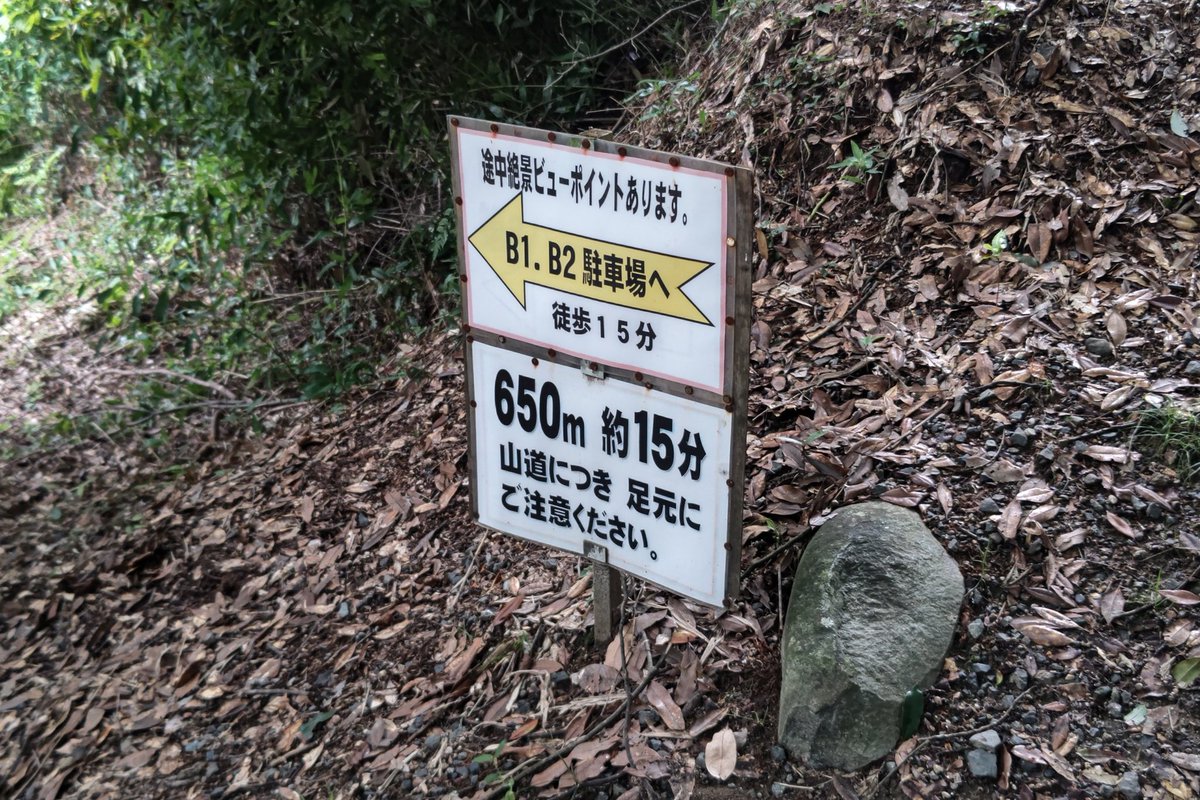 途中絶景ビューポイントあります。
B1.B2駐車場へ
徒歩15分
650m 約15分
山道につき 足元に
ご注意ください。